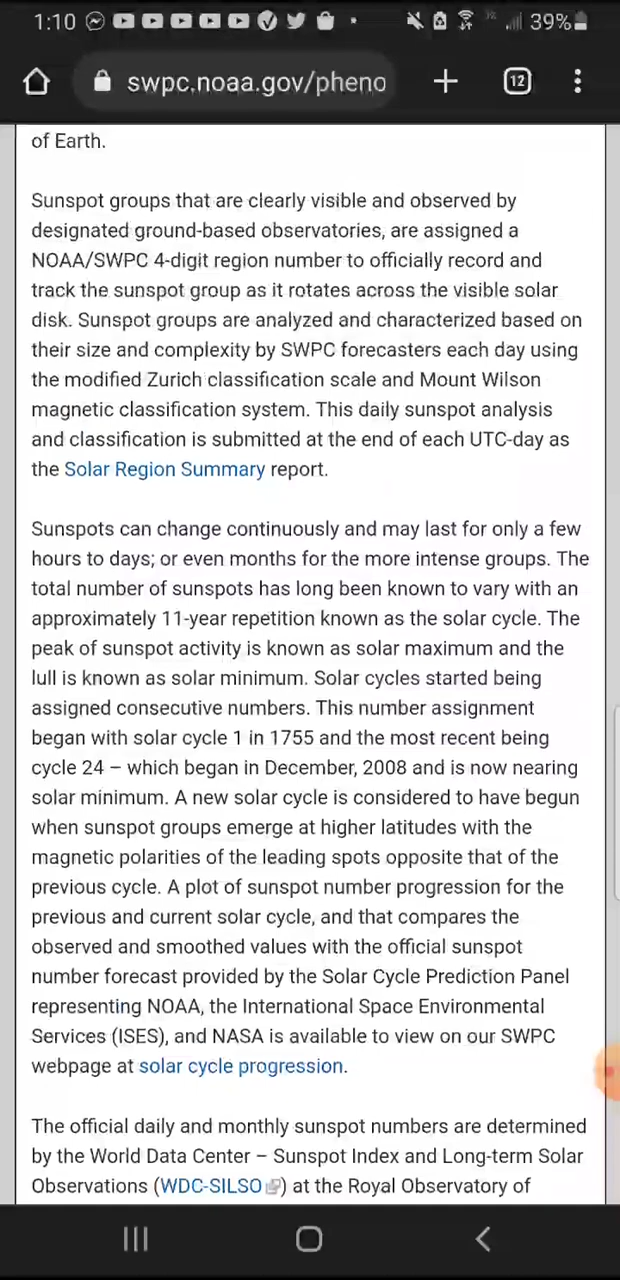 1:10 39%
swpc.noaa.gov/pheno 12
of Earth.
Sunspot groups that are clearly visible and observed by
designated ground-based observatories, are assigned a
NOAA/SWPC 4-digit region number to officially record and
track the sunspot group as it rotates across the visible solar
disk. Sunspot groups are analyzed and characterized based on
their size and complexity by SWPC forecasters each day using
the modified Zurich classification scale and Mount Wilson
magnetic classification system. This daily sunspot analysis
and classification is submitted at the end of each UTC-day as
the Solar Region Summary report.
Sunspots can change continuously and may last for only a few
hours to days; or even months for the more intense groups. The
total number of sunspots has long been known to vary with an
approximately 11-year repetition known as the solar cycle. The
peak of sunspot activity is known as solar maximum and the
lull is known as solar minimum. Solar cycles started being
assigned consecutive numbers. This number assignment
began with solar cycle 1 in 1755 and the most recent being
cycle 24 – which began in December, 2008 and is now nearing
solar minimum. A new solar cycle is considered to have begun
when sunspot groups emerge at higher latitudes with the
magnetic polarities of the leading spots opposite that of the
previous cycle. A plot of sunspot number progression for the
previous and current solar cycle, and that compares the
observed and smoothed values with the official sunspot
number forecast provided by the Solar Cycle Prediction Panel
representing NOAA, the International Space Environmental
Services (ISES), and NASA is available to view on our SWPC
webpage at solar cycle progression.
The official daily and monthly sunspot numbers are determined
by the World Data Center – Sunspot Index and Long-term Solar
Observations (WDC-SILSO) at the Royal Observatory of